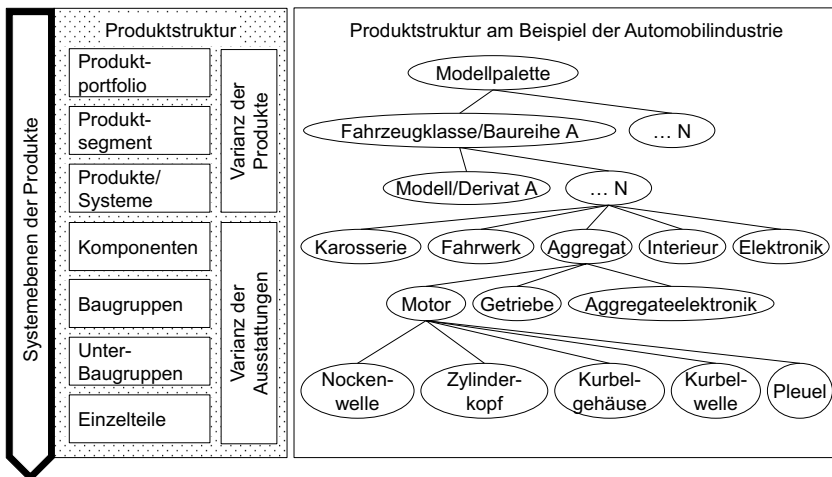 Systemebenen der Produkte
Produktstruktur
Produkt-
portfolio
Produkt-
segment
Produkte/
Systeme
Komponenten
Baugruppen
Unter-
Baugruppen
Einzelteile
Varianz der
Produkte
Varianz der
Ausstattungen
Produktstruktur am Beispiel der Automobilindustrie
Modellpalette
Fahrzeugklasse/Baureihe A
... N
Modell/Derivat A
... N
Karosserie
Fahrwerk
Aggregat
Interieur
Elektronik
Motor
Getriebe
Aggregateelektronik
Nocken-
welle
Zylinder-
kopf
Kurbel-
gehäuse
Kurbel-
welle
Pleuel